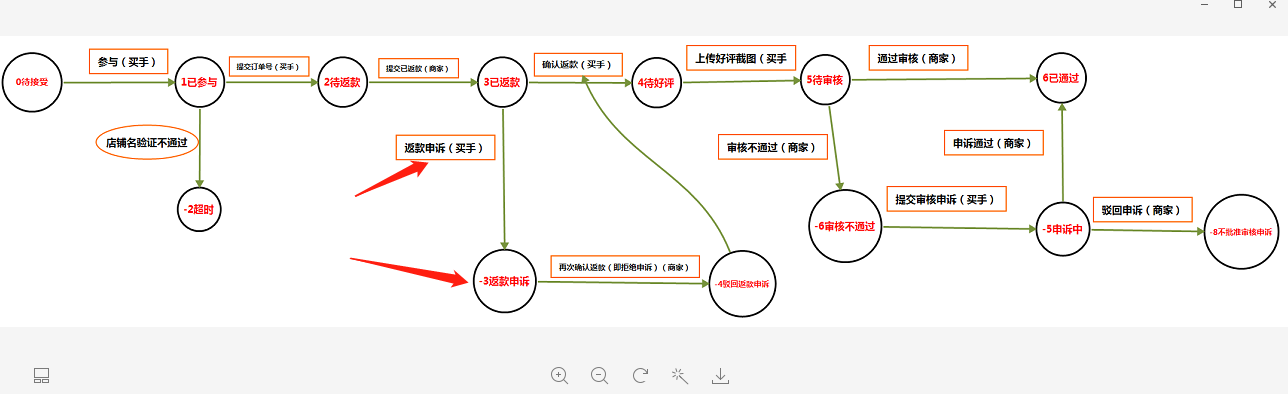 参与（买手）
提交订单号（买手）
提交已返款（商家）
确认返款（买手）
上传好评截图（买手
通过审核（商家）
0待接受
1已参与
2待返款
3已返款
4待好评
5待审核
6已通过
店铺名验证不通过
返款申诉（买手）
审核不通过（商家）
申诉通过（商家）
-2超时
提交审核申诉（买手）
驳回申诉（商家）
-6审核不通过
-5申诉中
-8不批准审核申诉
再次确认返款（即拒绝申诉）（商家）
-3返款申诉
-4驳回返款申诉